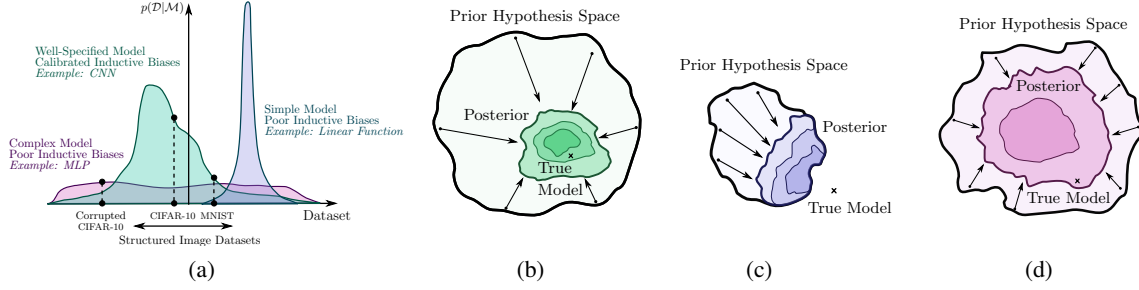 p(D|M)
Well-Specified Model
Calibrated Inductive Biases
Example: CNN
Simple Model
Poor Inductive Biases
Example: Linear Function
Complex Model
Poor Inductive Biases
Example: MLP
Corrupted
CIFAR-10
CIFAR-10
MNIST
Dataset
Structured Image Datasets
(a)
Prior Hypothesis Space
Posterior
True
Model
(b)
Prior Hypothesis Space
Posterior
True Model
(c)
Prior Hypothesis Space
Posterior
True Model
(d)